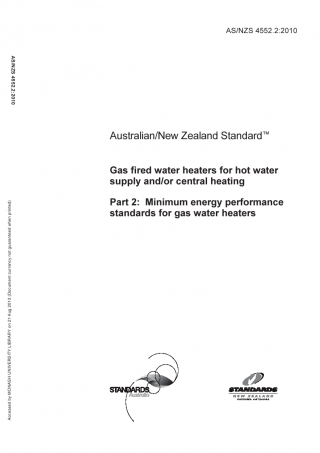 AS/NZS 4552.2:2010
AS/NZS 4552.2:2010
Australian/New Zealand Standard™
Gas fired water heaters for hot water
supply and/or central heating
Part 2: Minimum energy performance
standards for gas water heaters
Accessed by MONASH UNIVERSITY LIBRARY on 21 Aug 2010 (Document currency not guaranteed when printed)
STANDARDS
Australia
STANDARDS
NEW ZEALAND